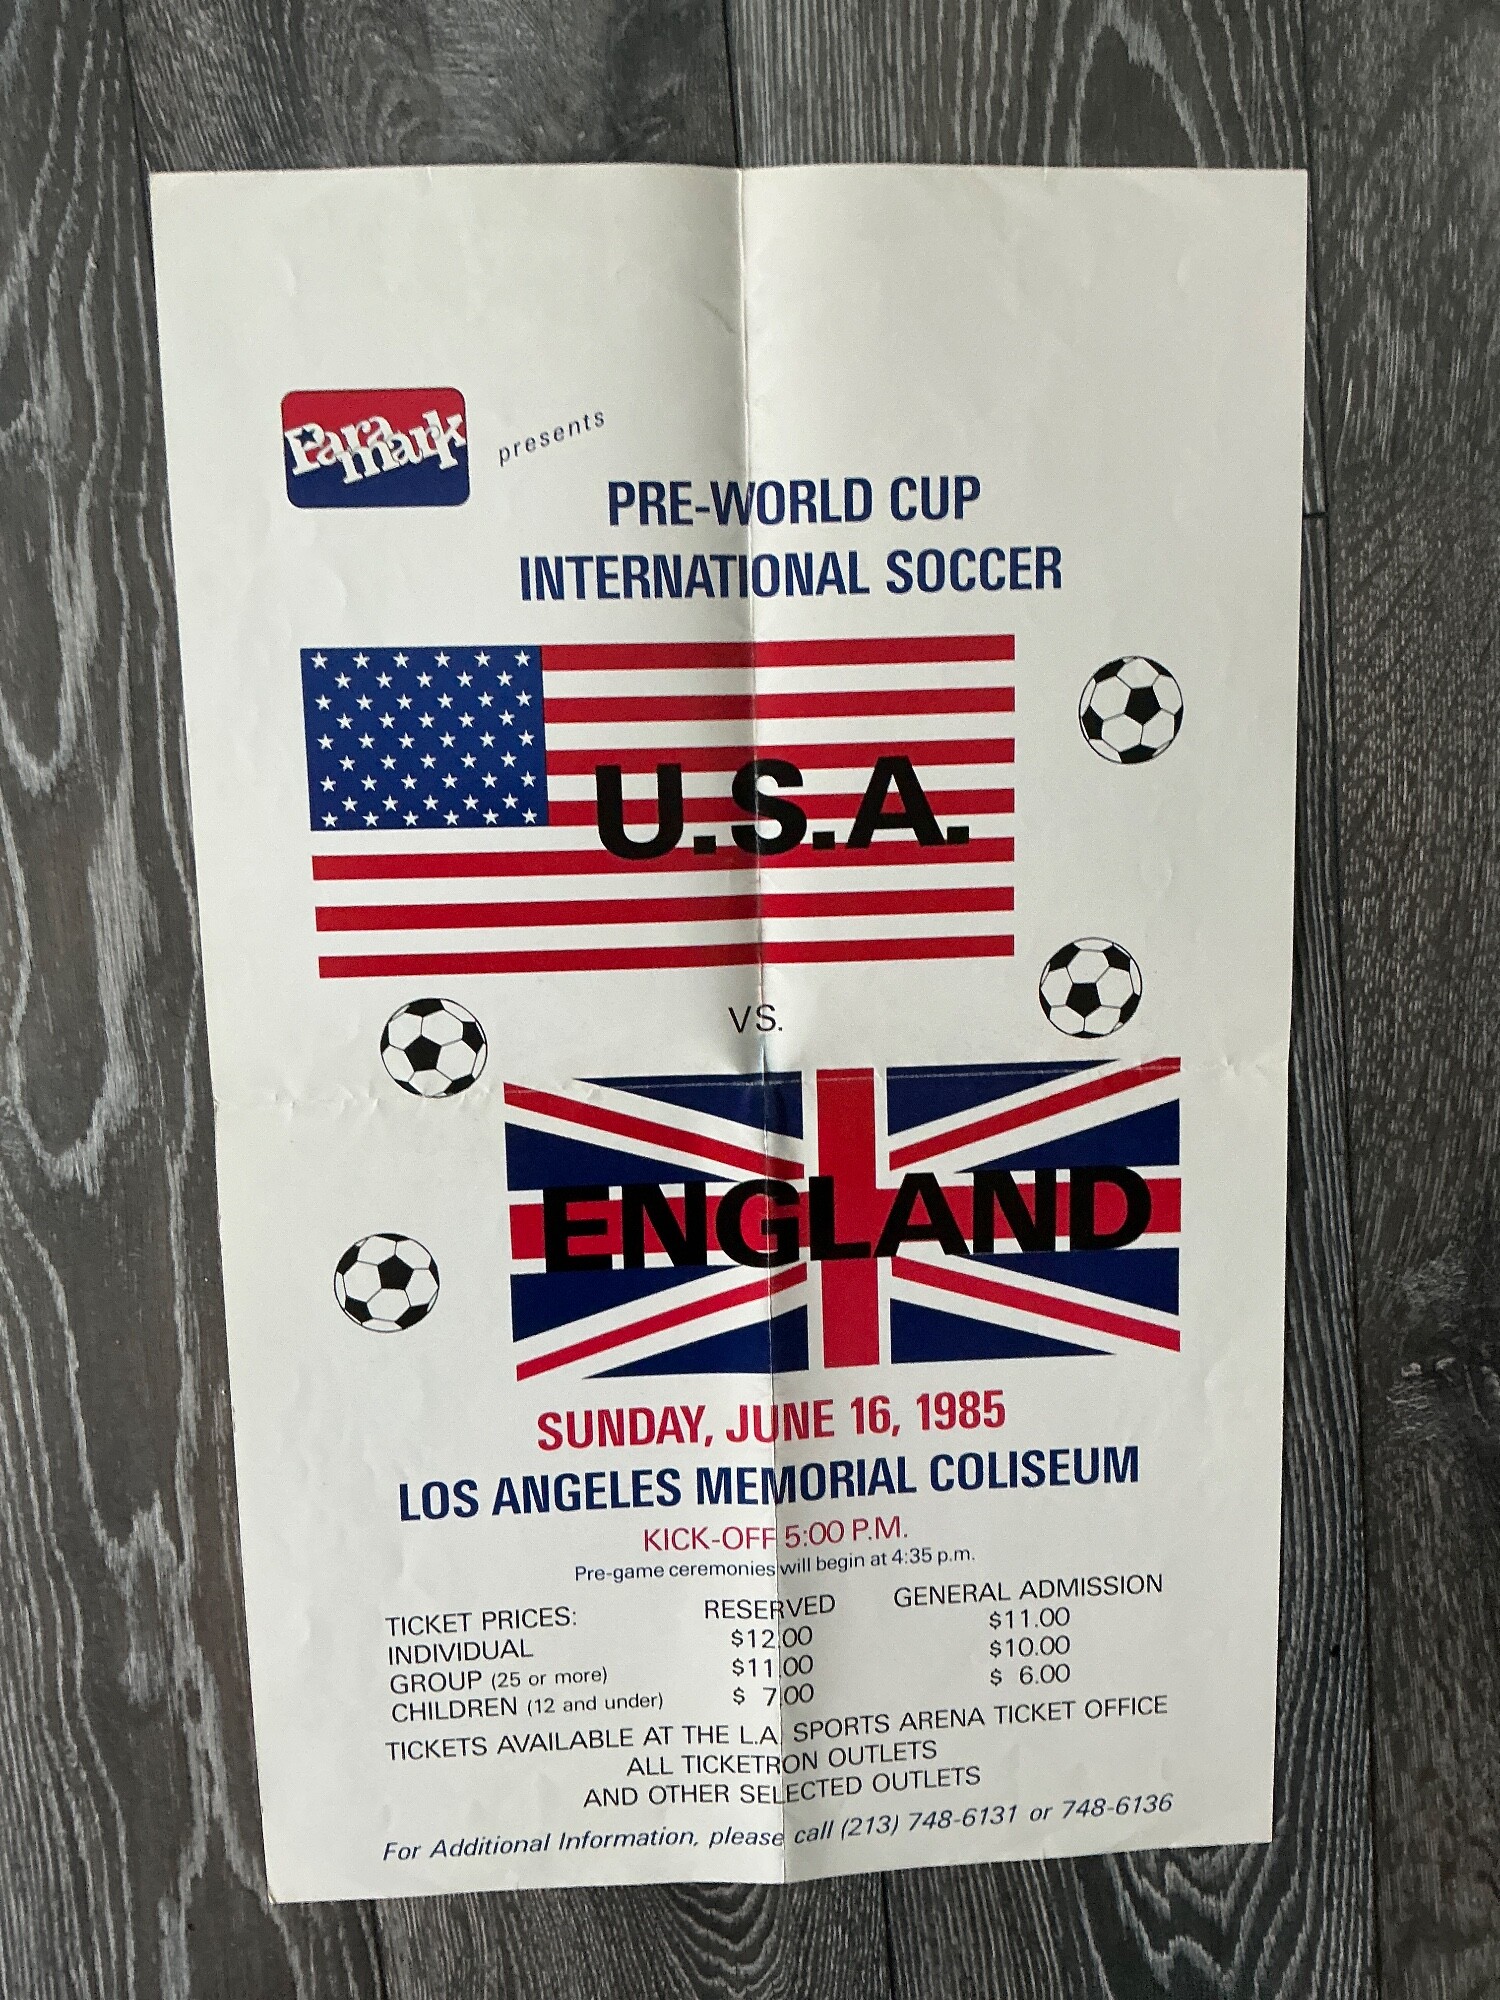 Paramark presents
PRE-WORLD CUP
INTERNATIONAL SOCCER
U.S.A.
VS.
ENGLAND
SUNDAY, JUNE 16, 1985
LOS ANGELES MEMORIAL COLISEUM
KICK-OFF 5:00 P.M.
Pre-game ceremonies will begin at 4:35 p.m.
TICKET PRICES: RESERVED GENERAL ADMISSION
INDIVIDUAL $12.00 $11.00
GROUP (25 or more) $11.00 $10.00
CHILDREN (12 and under) $ 7.00 $ 6.00
TICKETS AVAILABLE AT THE L.A. SPORTS ARENA TICKET OFFICE
ALL TICKETRON OUTLETS
AND OTHER SELECTED OUTLETS
For Additional Information, please call (213) 748-6131 or 748-6136